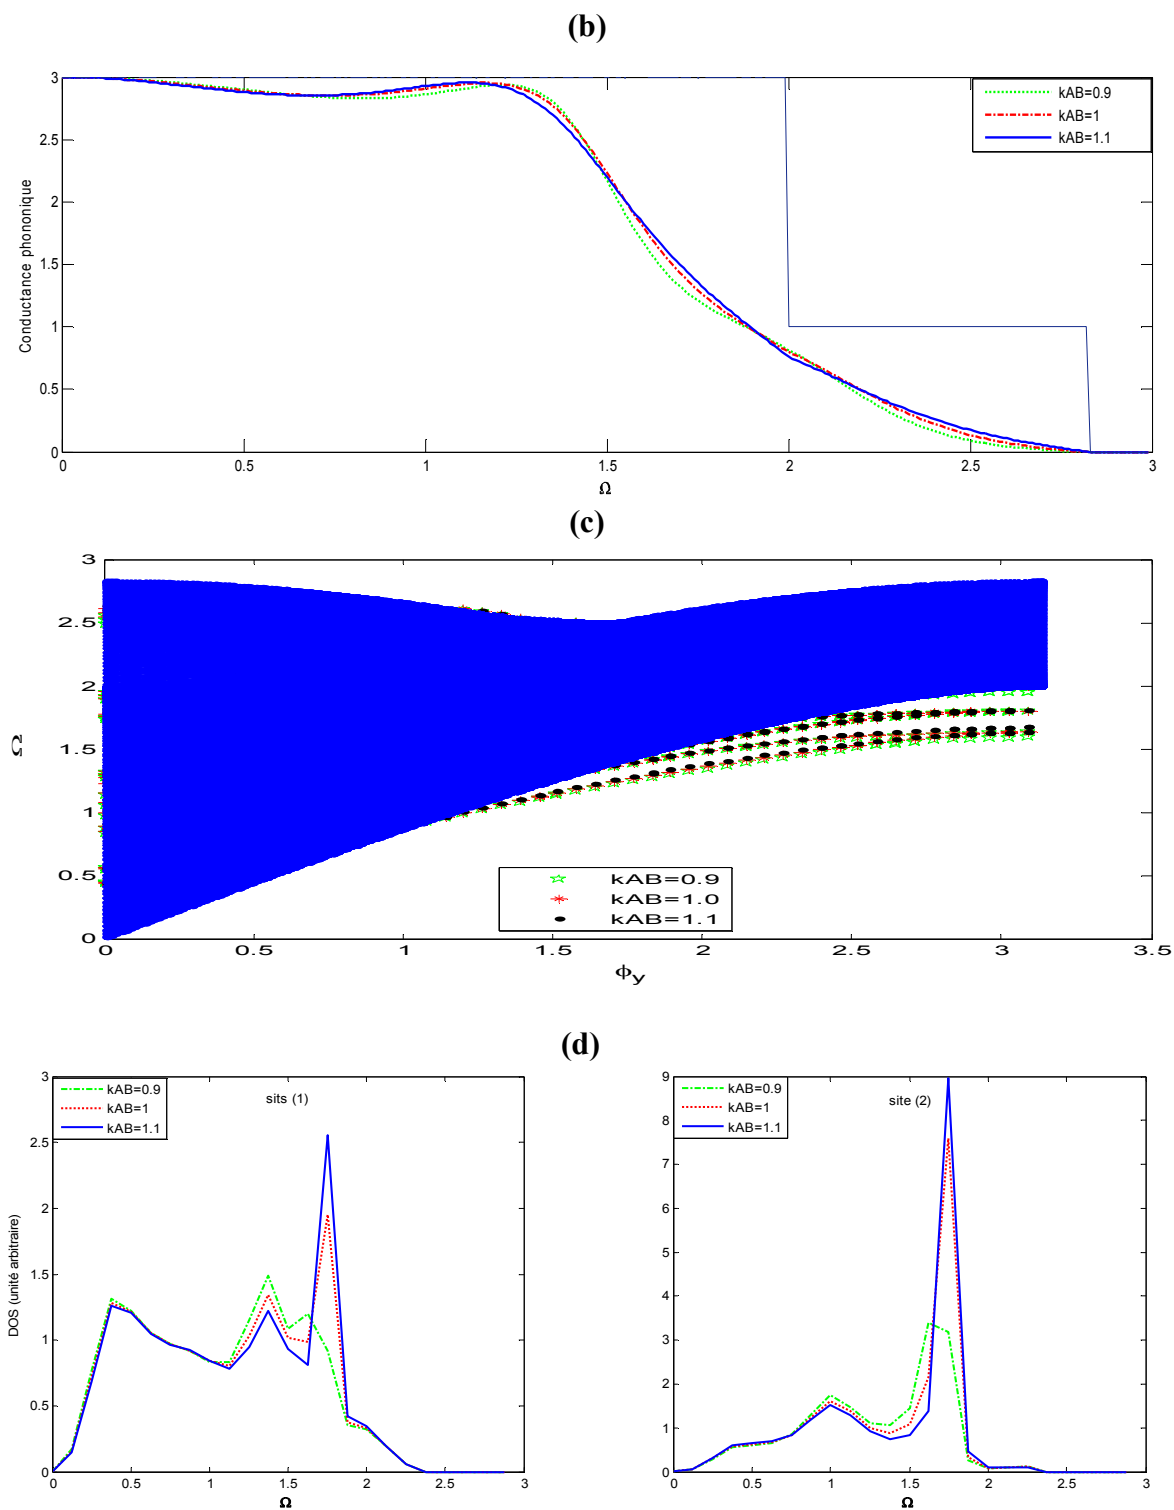 (b)
3
2.5
2
1.5
1
0.5
0
Conductance phononique
kAB=0.9
kAB=1
kAB=1.1
0
0.5
1
1.5
2
2.5
3
Ω
(c)
3
2.5
2
1.5
1
0.5
0
Ω
kAB=0.9
kAB=1.0
kAB=1.1
0
0.5
1
1.5
2
2.5
3
3.5
ϕy
(d)
3
2.5
2
1.5
1
0.5
0
DOS (unité arbitraire)
kAB=0.9
kAB=1
kAB=1.1
sits (1)
0
0.5
1
1.5
2
2.5
3
Ω
9
8
7
6
5
4
3
2
1
0
kAB=0.9
kAB=1
kAB=1.1
site (2)
0
0.5
1
1.5
2
2.5
3
Ω